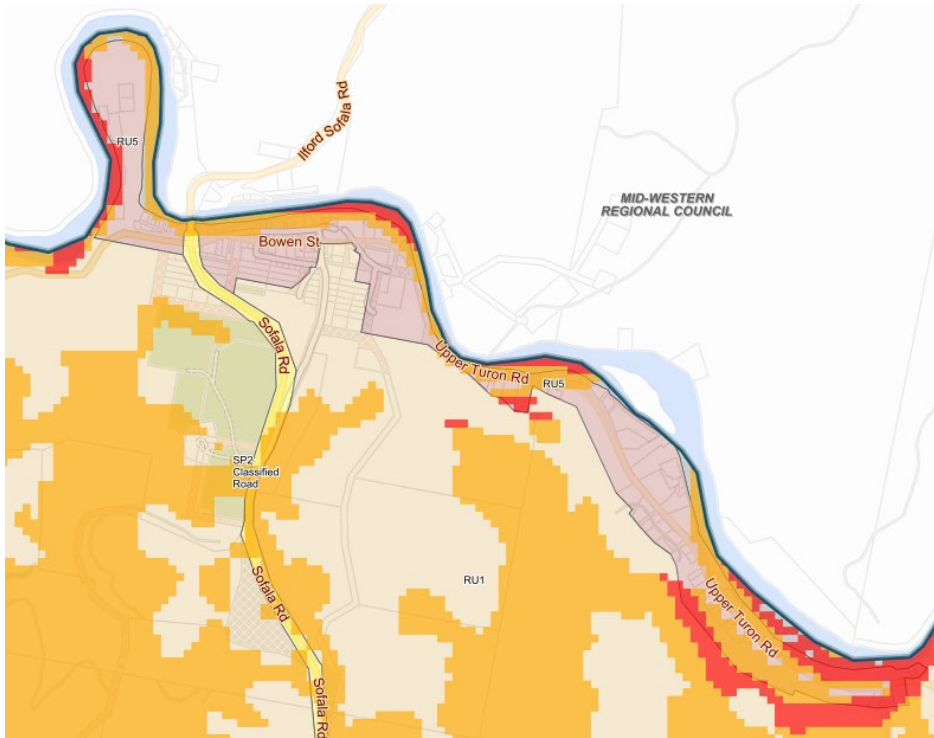 Ilford Sofala Rd
RU5
MID-WESTERN
REGIONAL COUNCIL
Bowen St
Sofala Rd
Upper Turon Rd
RU5
SP2
Classified
Road
RU1
Sofala Rd
Upper Turon Rd
Sofala Rd